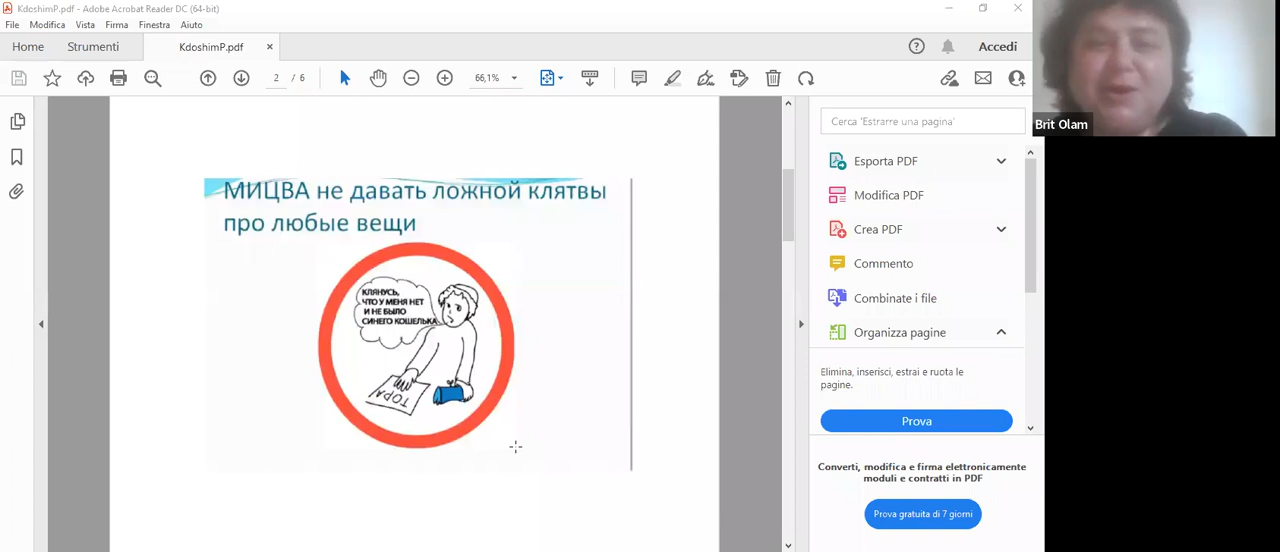 KdoshimP.pdf - Adobe Acrobat Reader DC (64-bit)
File Modifica Vista Firma Finestra Aiuto
Home Strumenti KdoshimP.pdf × Accedi
2 / 6 66,1%
МИЦВА не давать ложной клятвы
про любые вещи
КЛЯНУСЬ,
ЧТО У МЕНЯ НЕТ
И НЕ БЫЛО
СИНЕГО КОШЕЛЬКА
ТОРА
Cerca 'Estrarre una pagina'
Esporta PDF
Modifica PDF
Crea PDF
Commento
Combinate i file
Organizza pagine
Elimina, inserisci, estrai e ruota le
pagine.
Prova
Converti, modifica e firma elettronicamente
moduli e contratti in PDF
Prova gratuita di 7 giorni
Brit Olam